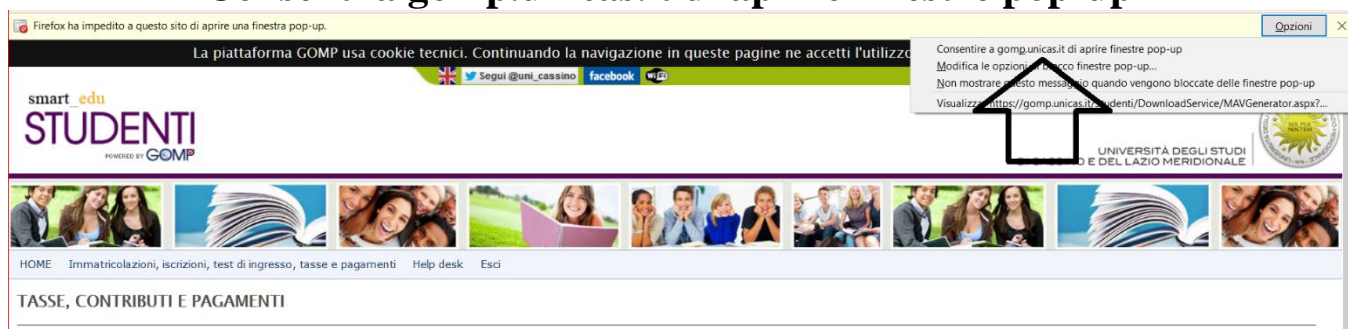 Firefox ha impedito a questo sito di aprire una finestra pop-up.
Opzioni
La piattaforma GOMP usa cookie tecnici. Continuando la navigazione in queste pagine ne accetti l'utilizzo
Consentire a gomp.unicas.it di aprire finestre pop-up
Modifica le opzioni di blocco finestre pop-up...
Non mostrare questo messaggio quando vengono bloccate delle finestre pop-up
Visualizza https://gomp.unicas.it/Studenti/DownloadService/MAVGenerator.aspx?...
Segui @uni_cassino facebook wifi
smart_edu
STUDENTI
POWERED BY GOMP
UNIVERSITÀ DEGLI STUDI
E DEL LAZIO MERIDIONALE
HOME Immatricolazioni, iscrizioni, test di ingresso, tasse e pagamenti Help desk Esci
TASSE, CONTRIBUTI E PAGAMENTI